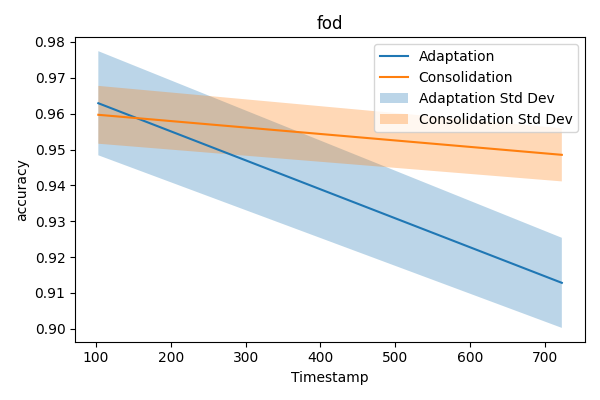 fod
0.98
0.97
0.96
0.95
0.94
0.93
0.92
0.91
0.90
accuracy
Adaptation
Consolidation
Adaptation Std Dev
Consolidation Std Dev
100 200 300 400 500 600 700
Timestamp